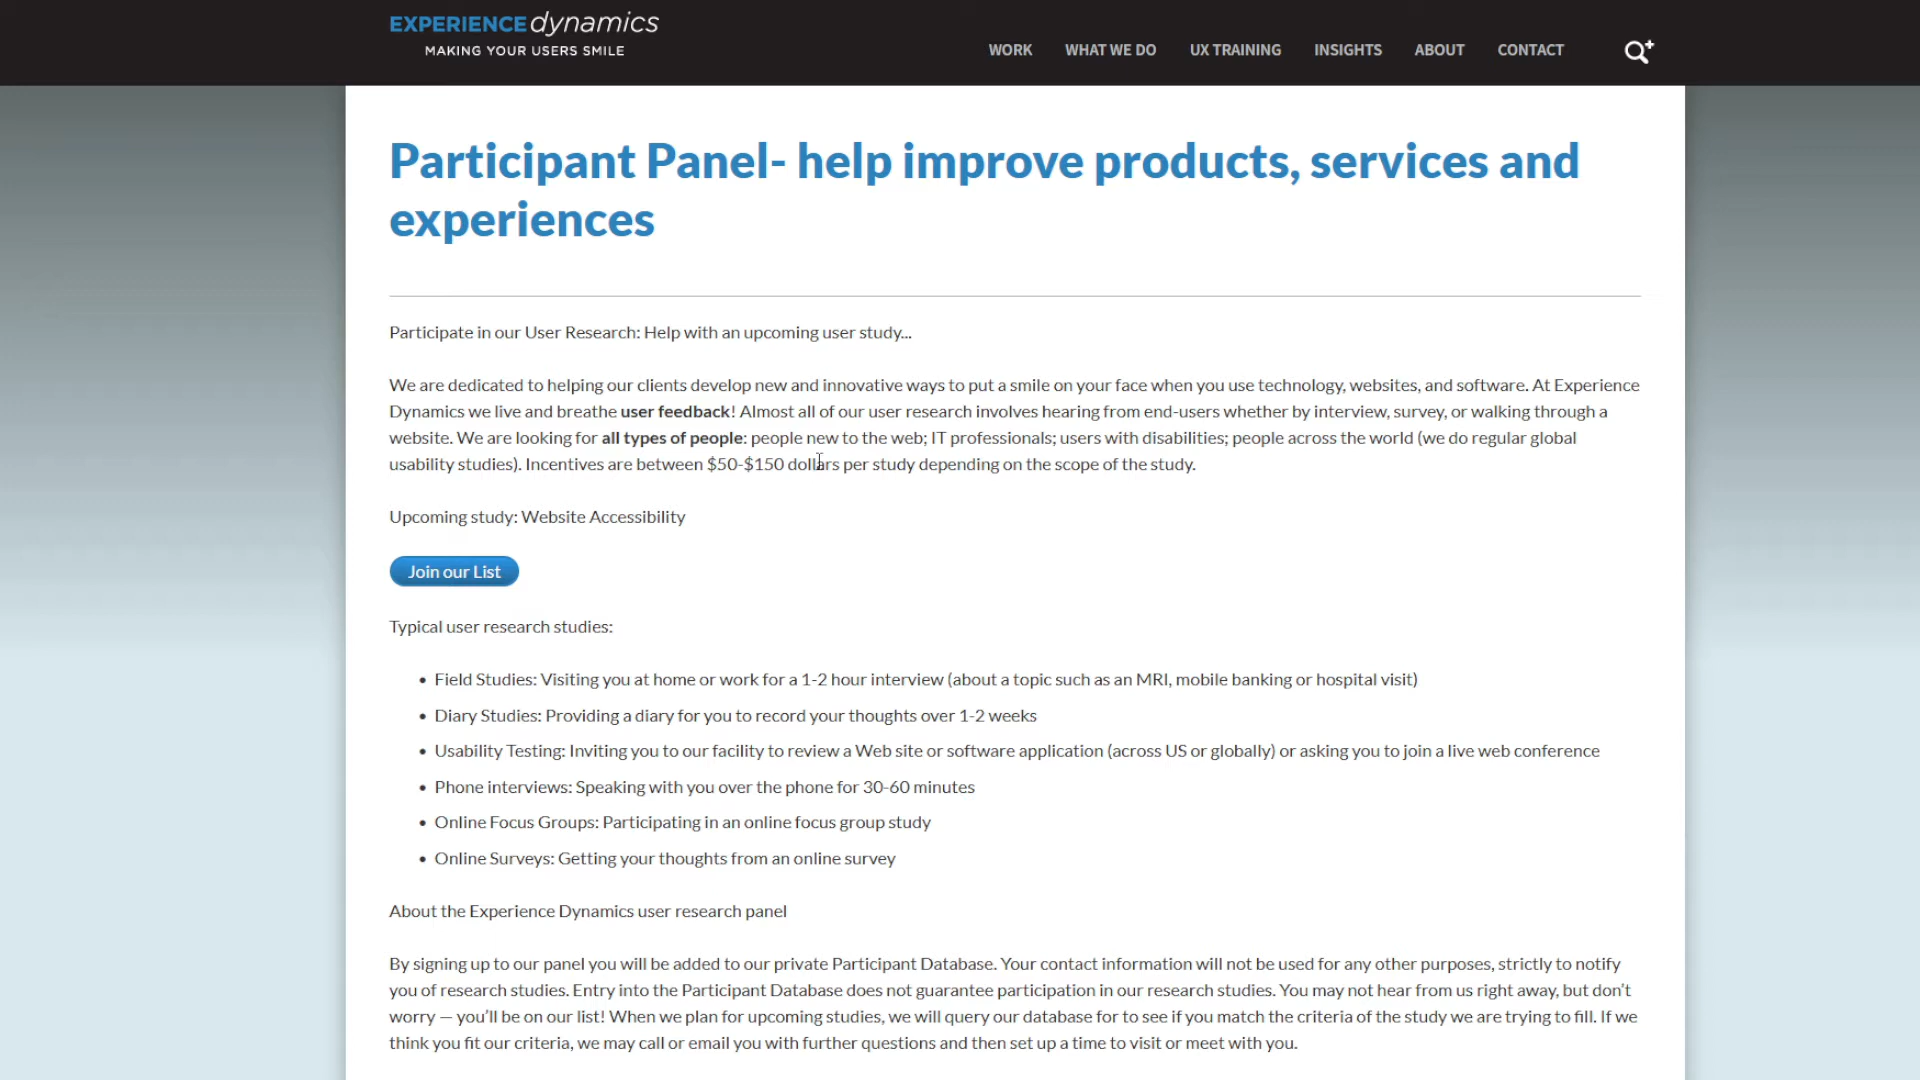 EXPERIENCEdynamics
MAKING YOUR USERS SMILE
WORK WHAT WE DO UX TRAINING INSIGHTS ABOUT CONTACT
Participant Panel- help improve products, services and
experiences
Participate in our User Research: Help with an upcoming user study...
We are dedicated to helping our clients develop new and innovative ways to put a smile on your face when you use technology, websites, and software. At Experience
Dynamics we live and breathe user feedback! Almost all of our user research involves hearing from end-users whether by interview, survey, or walking through a
website. We are looking for all types of people: people new to the web; IT professionals; users with disabilities; people across the world (we do regular global
usability studies). Incentives are between $50-$150 dollars per study depending on the scope of the study.
Upcoming study: Website Accessibility
Join our List
Typical user research studies:
• Field Studies: Visiting you at home or work for a 1-2 hour interview (about a topic such as an MRI, mobile banking or hospital visit)
• Diary Studies: Providing a diary for you to record your thoughts over 1-2 weeks
• Usability Testing: Inviting you to our facility to review a Web site or software application (across US or globally) or asking you to join a live web conference
• Phone interviews: Speaking with you over the phone for 30-60 minutes
• Online Focus Groups: Participating in an online focus group study
• Online Surveys: Getting your thoughts from an online survey
About the Experience Dynamics user research panel
By signing up to our panel you will be added to our private Participant Database. Your contact information will not be used for any other purposes, strictly to notify
you of research studies. Entry into the Participant Database does not guarantee participation in our research studies. You may not hear from us right away, but don't
worry — you'll be on our list! When we plan for upcoming studies, we will query our database for to see if you match the criteria of the study we are trying to fill. If we
think you fit our criteria, we may call or email you with further questions and then set up a time to visit or meet with you.